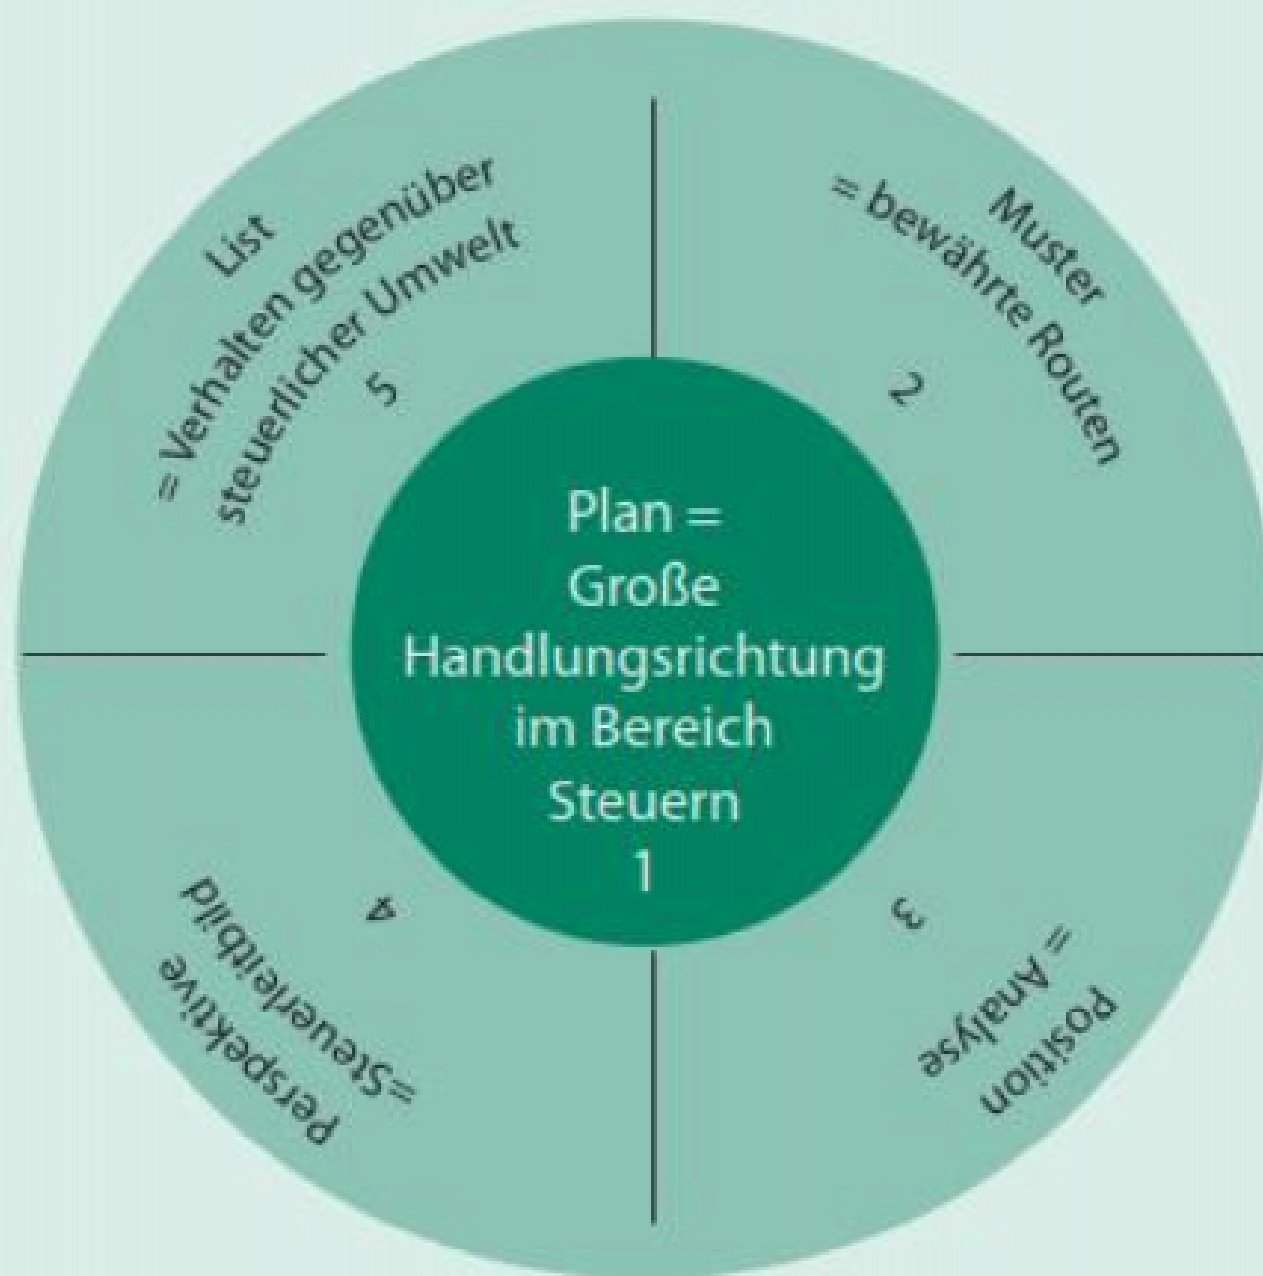 Plan =
Große
Handlungsrichtung
im Bereich
Steuern
1
Muster
= bewährte Routen
2
Position
= Analyse
3
Perspektive
=Steuerleitbild
4
List
= Verhalten gegenüber
steuerlicher Umwelt
5